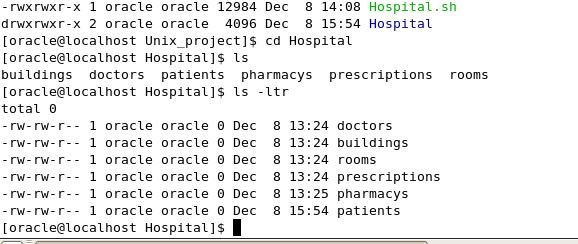 -rwxrwxr-x 1 oracle oracle 12984 Dec  8 14:08 Hospital.sh
drwxrwxr-x 2 oracle oracle  4096 Dec  8 15:54 Hospital
[oracle@localhost Unix_project]$ cd Hospital
[oracle@localhost Hospital]$ ls
buildings  doctors  patients  pharmacys  prescriptions  rooms
[oracle@localhost Hospital]$ ls -ltr
total 0
-rw-rw-r-- 1 oracle oracle 0 Dec  8 13:24 doctors
-rw-rw-r-- 1 oracle oracle 0 Dec  8 13:24 buildings
-rw-rw-r-- 1 oracle oracle 0 Dec  8 13:24 rooms
-rw-rw-r-- 1 oracle oracle 0 Dec  8 13:24 prescriptions
-rw-rw-r-- 1 oracle oracle 0 Dec  8 13:25 pharmacys
-rw-rw-r-- 1 oracle oracle 0 Dec  8 15:54 patients
[oracle@localhost Hospital]$